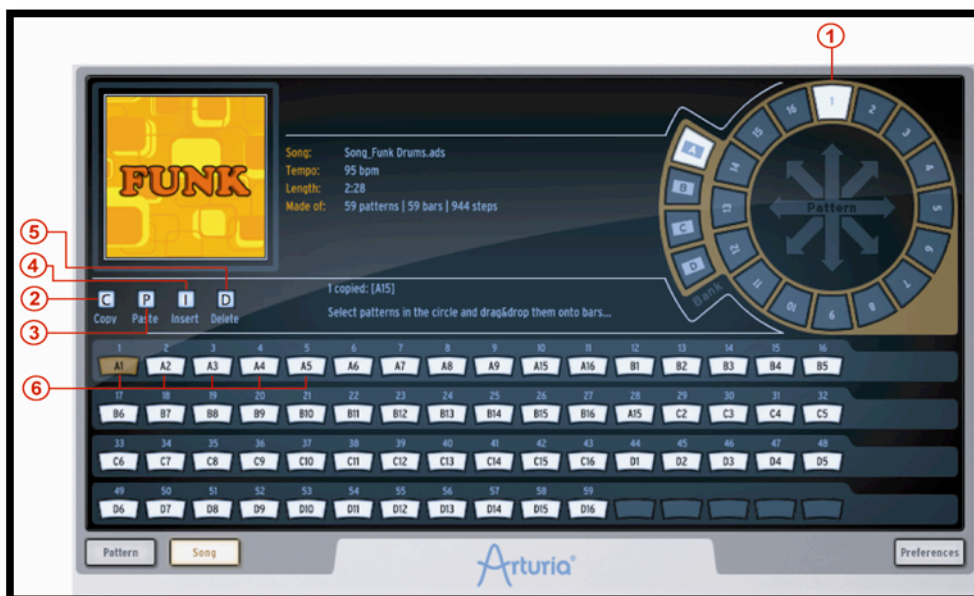 1
FUNK
Song: Song_Funk Drums.ads
Tempo: 95 bpm
Length: 2:28
Made of: 59 patterns | 59 bars | 944 steps
A
B
C
D
Bank
1
2
3
4
5
6
7
8
9
10
11
12
13
14
15
16
Pattern
5
4
2
3
6
C P I D
Copy Paste Insert Delete
1 copied: [A15]
Select patterns in the circle and drag&drop them onto bars...
1 2 3 4 5 6 7 8 9 10 11 12 13 14 15 16
A1 A2 A3 A4 A5 A6 A7 A8 A9 A15 A16 B1 B2 B3 B4 B5
17 18 19 20 21 22 23 24 25 26 27 28 29 30 31 32
B6 B7 B8 B9 B10 B11 B12 B13 B14 B15 B16 A15 C2 C3 C4 C5
33 34 35 36 37 38 39 40 41 42 43 44 45 46 47 48
C6 C7 C8 C9 C10 C11 C12 C13 C14 C15 C16 D1 D2 D3 D4 D5
49 50 51 52 53 54 55 56 57 58 59
D6 D7 D8 D9 D10 D11 D12 D13 D14 D15 D16
Pattern Song Arturia© Preferences